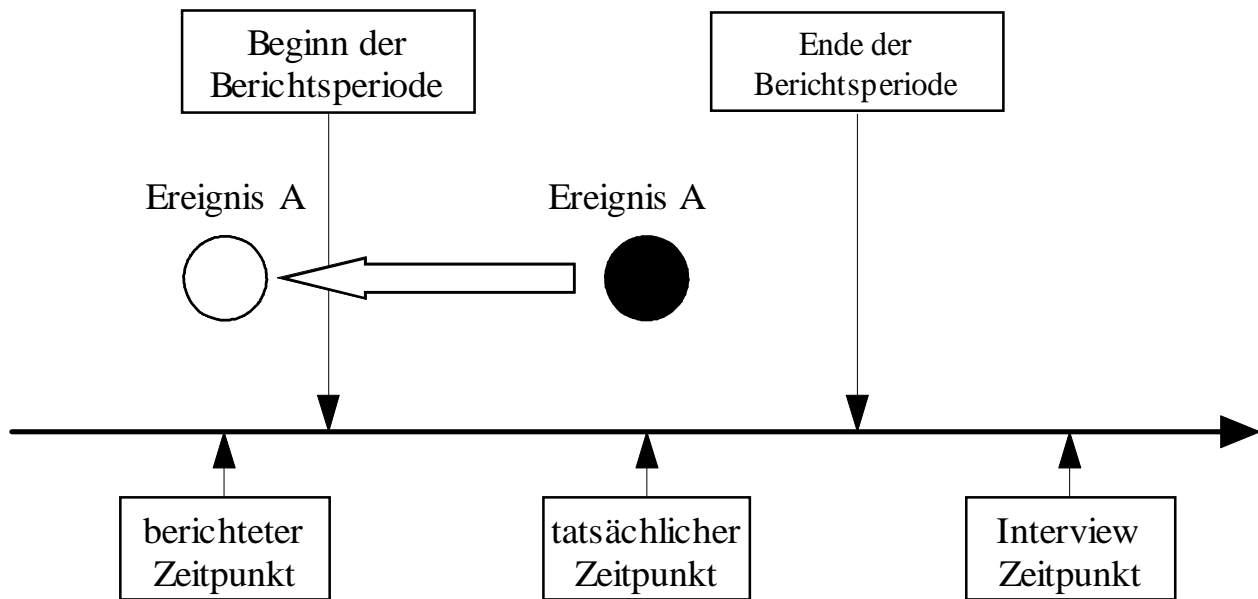 Beginn der
Berichtsperiode
Ende der
Berichtsperiode
Ereignis A
Ereignis A
berichteter
Zeitpunkt
tatsächlicher
Zeitpunkt
Interview
Zeitpunkt